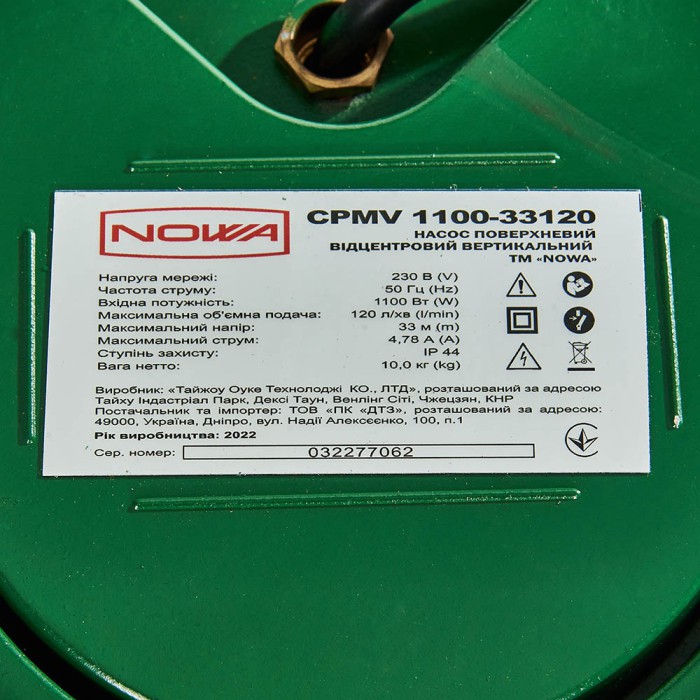 NOWA
CPMV 1100-33120
НАСОС ПОВЕРХНЕВИЙ
ВІДЦЕНТРОВИЙ ВЕРТИКАЛЬНИЙ
ТМ «NOWA»
Напруга мережі: 230 В (V)
Частота струму: 50 Гц (Hz)
Вхідна потужність: 1100 Вт (W)
Максимальна об'ємна подача: 120 л/хв (l/min)
Максимальний напір: 33 м (m)
Максимальний струм: 4,78 А (A)
Ступінь захисту: IP 44
Вага нетто: 10,0 кг (kg)
Виробник: «Тайжоу Оуке Технолоджі КО., ЛТД», розташований за адресою
Тайху Індастріал Парк, Дексі Таун, Венлінг Сіті, Чжецзян, КНР
Постачальник та імпортер: ТОВ «ПК «ДТЗ», розташований за адресою:
49000, Україна, Дніпро, вул. Надії Алексєєнко, 100, п.1
Рік виробництва: 2022
Сер. номер: 032277062